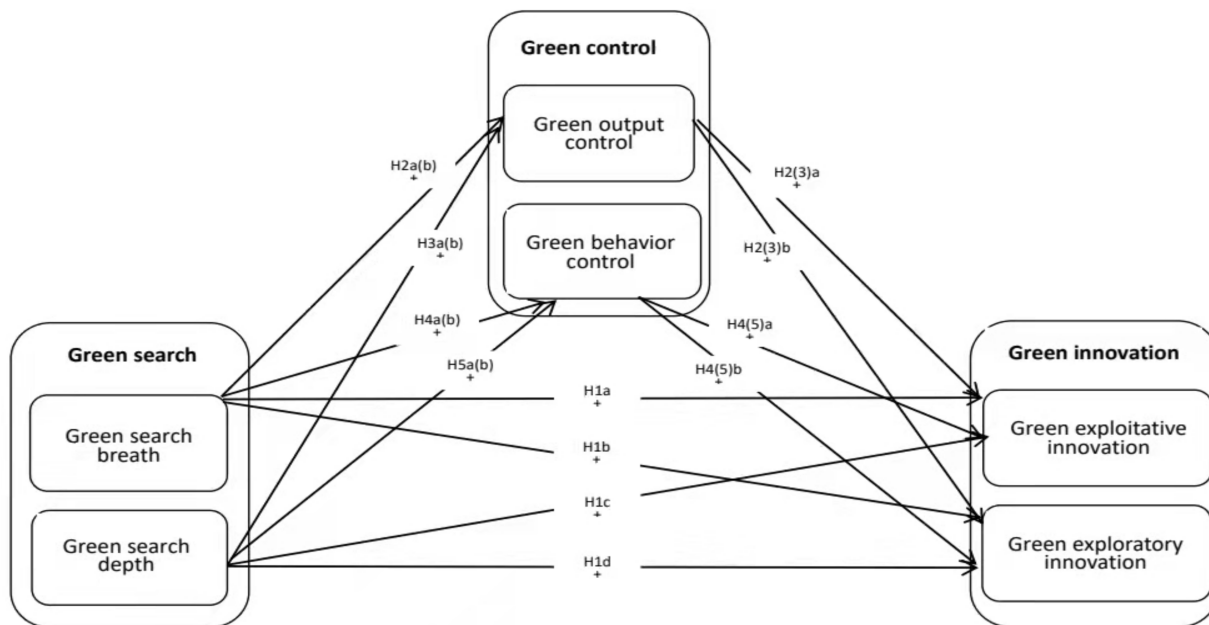 Green control
Green output
control
H2a(b)
+
H2(3)a
+
H3a(b)
+
Green behavior
control
H2(3)b
+
H4a(b)
+
H4(5)a
+
Green search
Green innovation
H5a(b)
+
H4(5)b
+
H1a
+
Green search
breath
Green exploitative
innovation
H1b
+
H1c
+
Green search
depth
Green exploratory
innovation
H1d
+